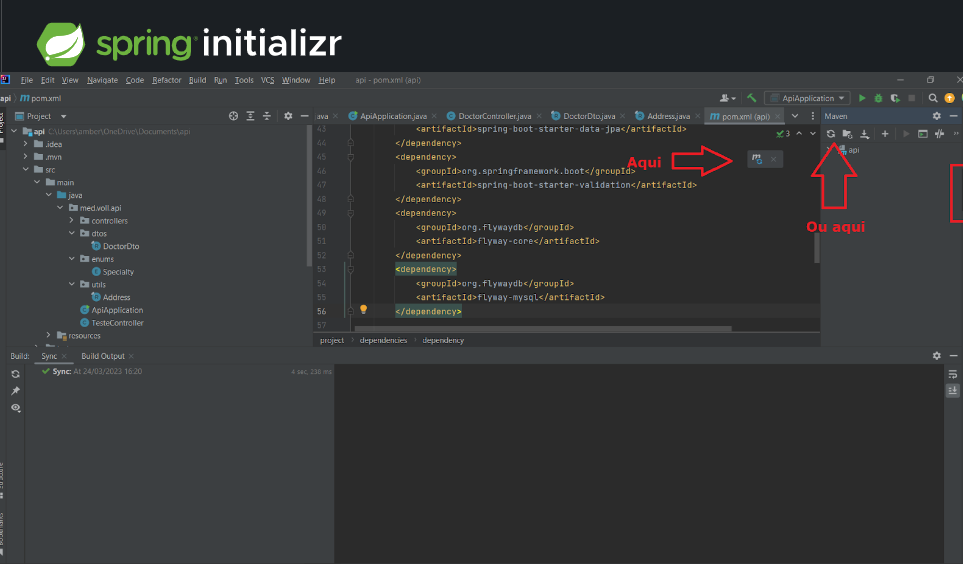 spring initializr
File Edit View Navigate Code Refactor Build Run Tools VCS Window Help api - pom.xml (api)
api pom.xml
ApiApplication
Project
.java ApiApplication.java DoctorController.java DoctorDto.java Address.java pom.xml (api)
Maven
Project
api C:\Users\amber\OneDrive\Documents\api
.idea
.mvn
src
main
java
med.voll.api
controllers
dtos
DoctorDto
enums
Specialty
utils
Address
ApiApplication
TesteController
resources
3
43 <artifactId>spring-boot-starter-data-jpa</artifactId>
44 </dependency>
45 <dependency>
46 <groupId>org.springframework.boot</groupId>
47 <artifactId>spring-boot-starter-validation</artifactId>
48 </dependency>
49 <dependency>
50 <groupId>org.flywaydb</groupId>
51 <artifactId>flyway-core</artifactId>
52 </dependency>
53 <dependency>
54 <groupId>org.flywaydb</groupId>
55 <artifactId>flyway-mysql</artifactId>
56 </dependency>
57
Aqui
api
Ou aqui
project dependencies dependency
Build: Sync Build Output
Sync: At 24/03/2023 16:20 4 sec, 238 ms